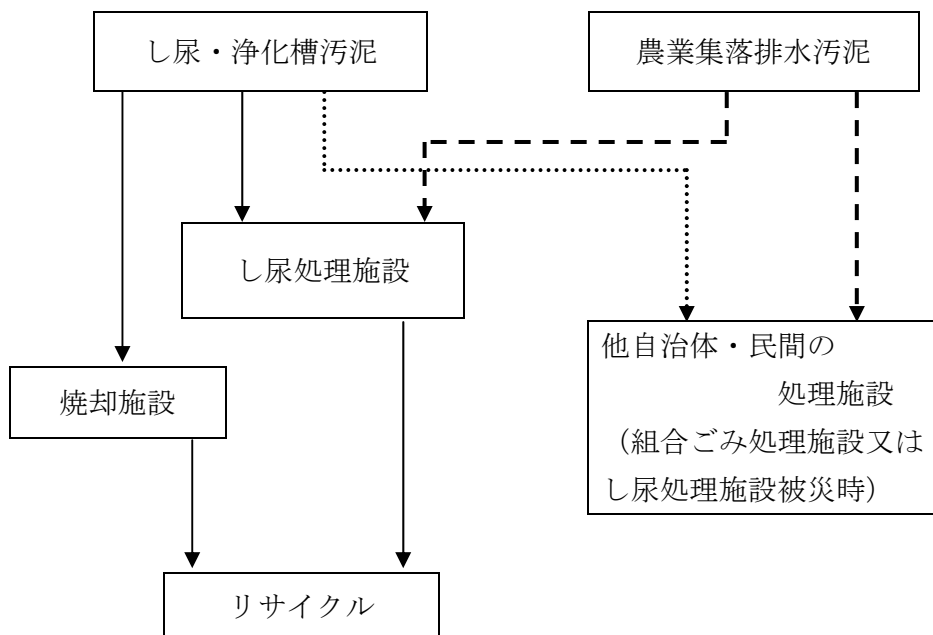 し尿・浄化槽汚泥
農業集落排水汚泥
し尿処理施設
他自治体・民間の
処理施設
（組合ごみ処理施設又は
し尿処理施設被災時）
焼却施設
リサイクル